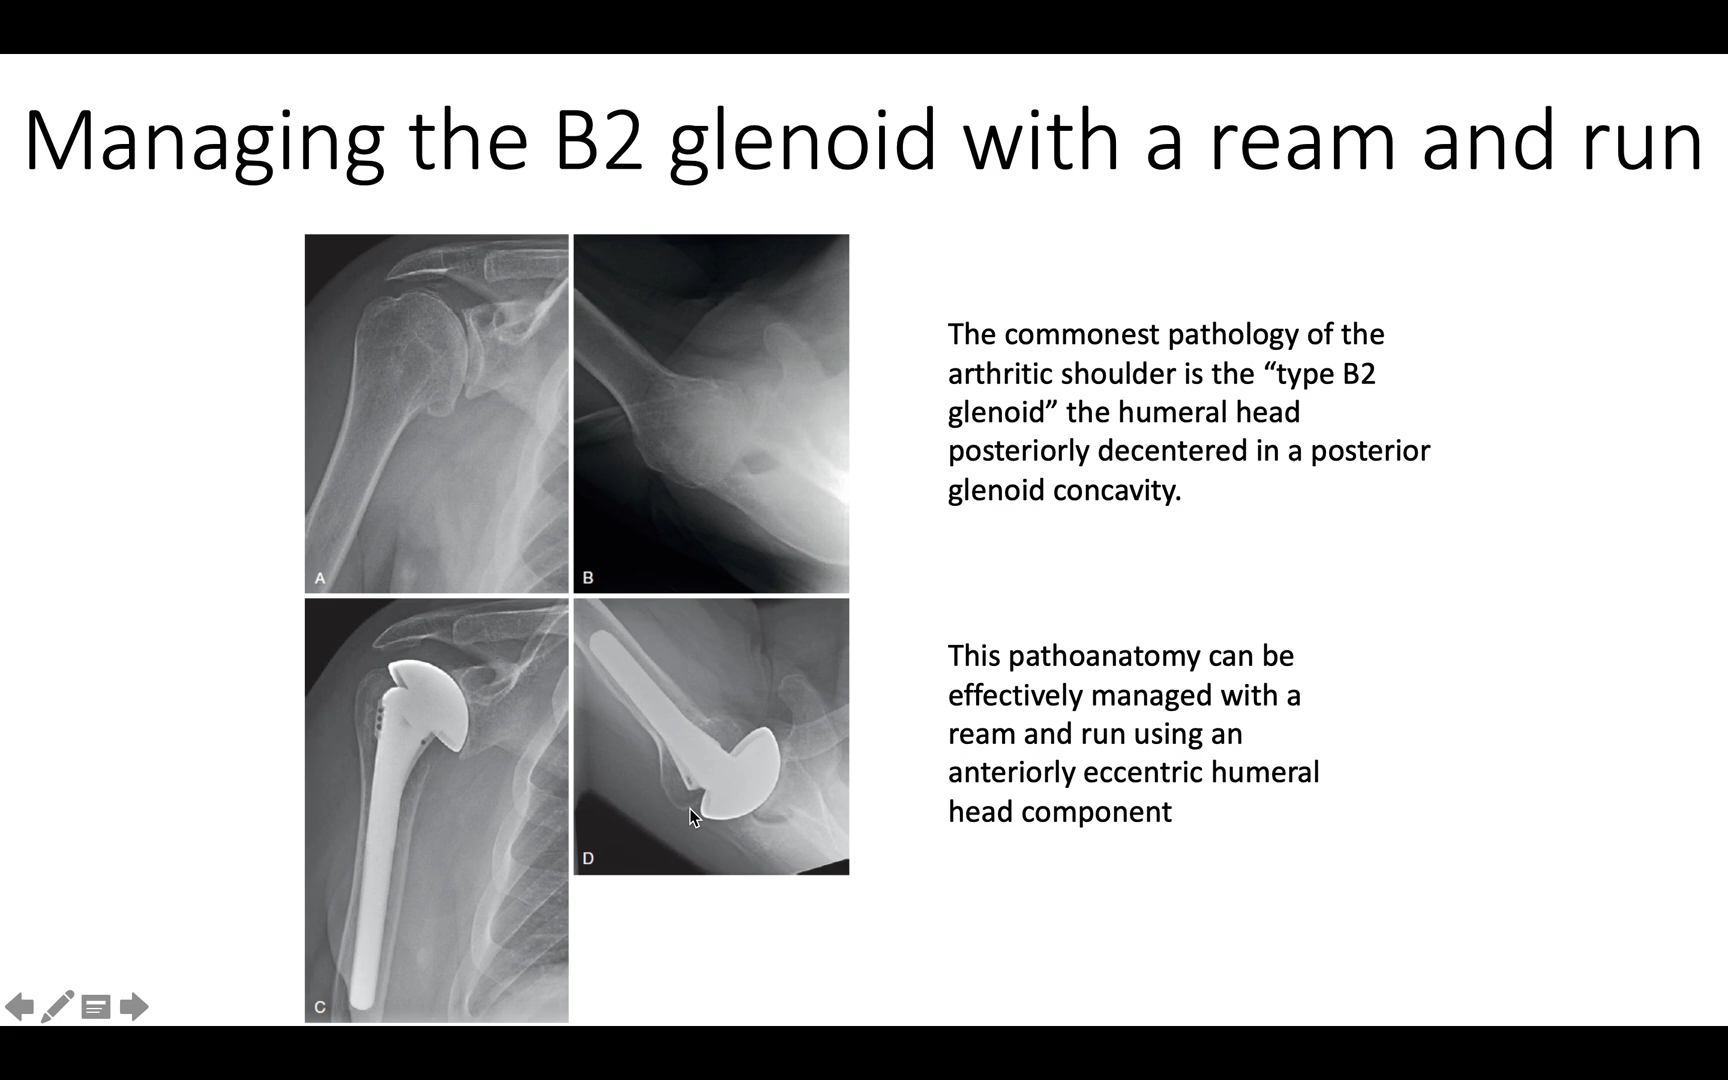 Managing the B2 glenoid with a ream and run
A
B
The commonest pathology of the
arthritic shoulder is the “type B2
glenoid” the humeral head
posteriorly decentered in a posterior
glenoid concavity.
C
D
This pathoanatomy can be
effectively managed with a
ream and run using an
anteriorly eccentric humeral
head component